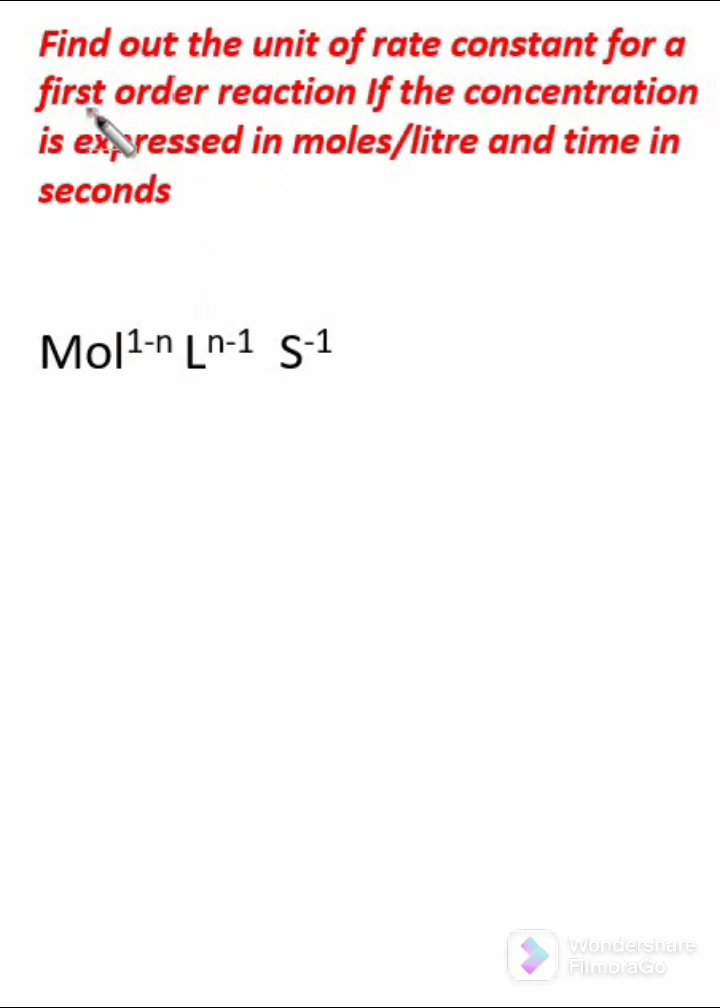 Find out the unit of rate constant for a
first order reaction If the concentration
is expressed in moles/litre and time in
seconds
Mol¹⁻ⁿ Lⁿ⁻¹ S⁻¹
Wondershare
FilmoraGo